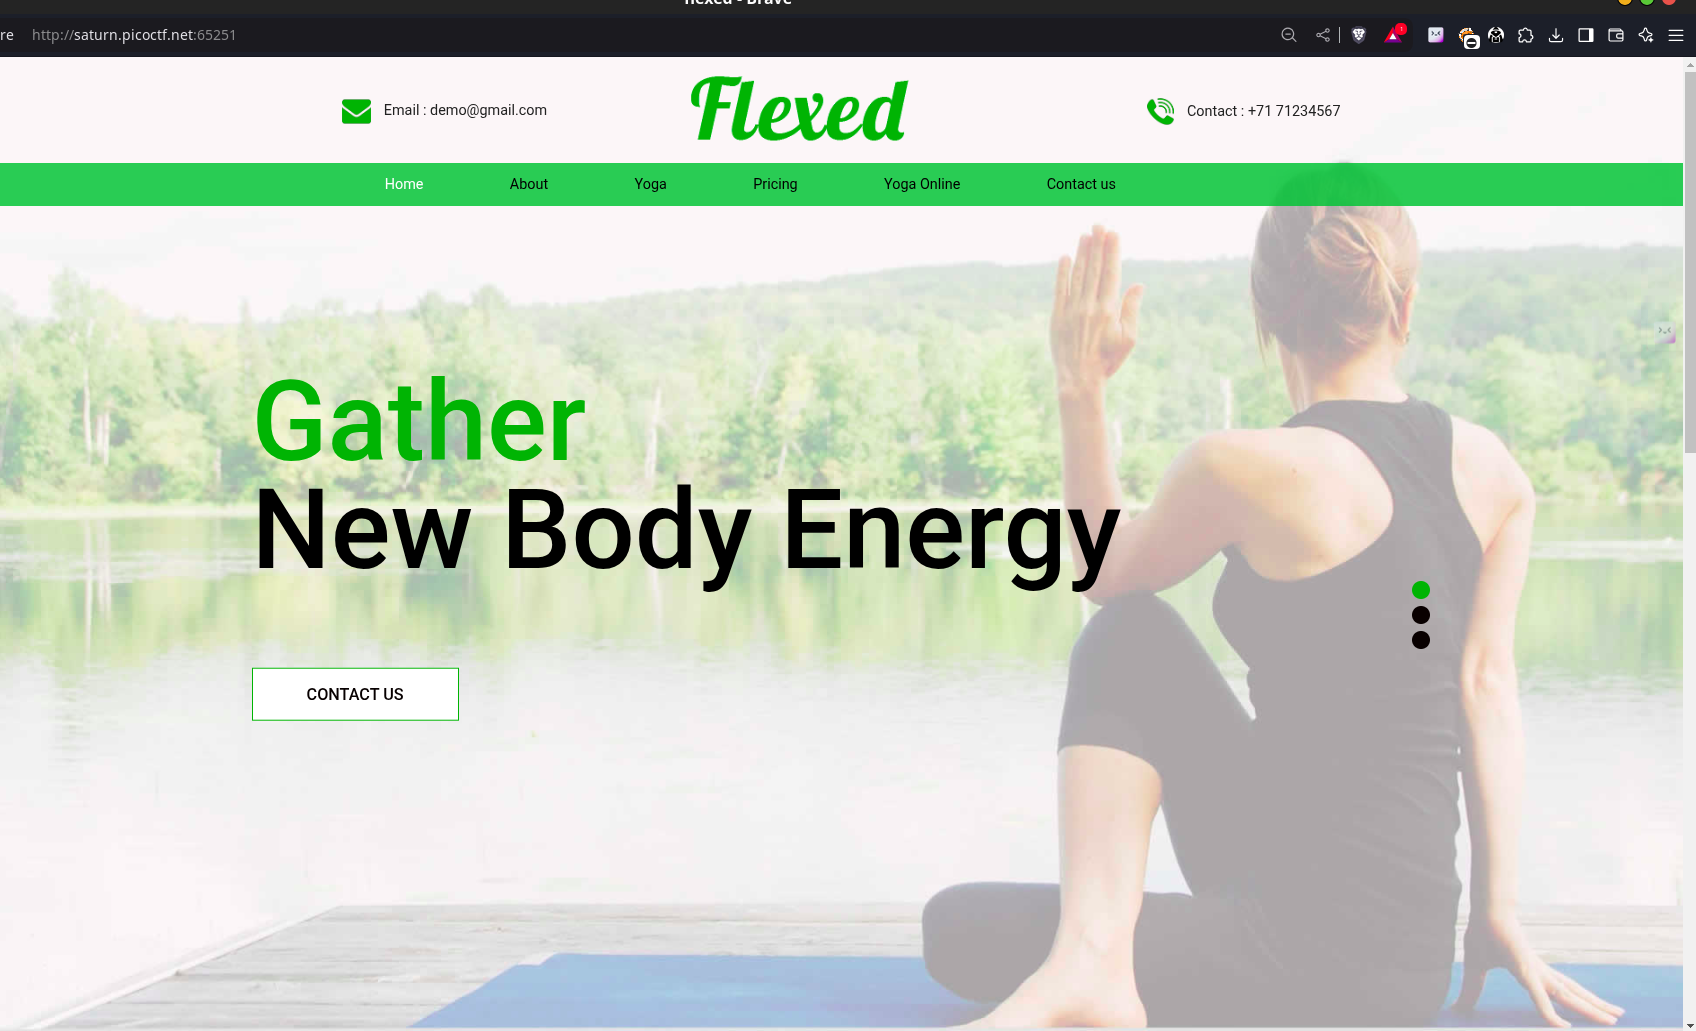 flexed - Brave
re http://saturn.picoctf.net:65251
Email : demo@gmail.com
Flexed
Contact : +71 71234567
Home About Yoga Pricing Yoga Online Contact us
Gather
New Body Energy
CONTACT US